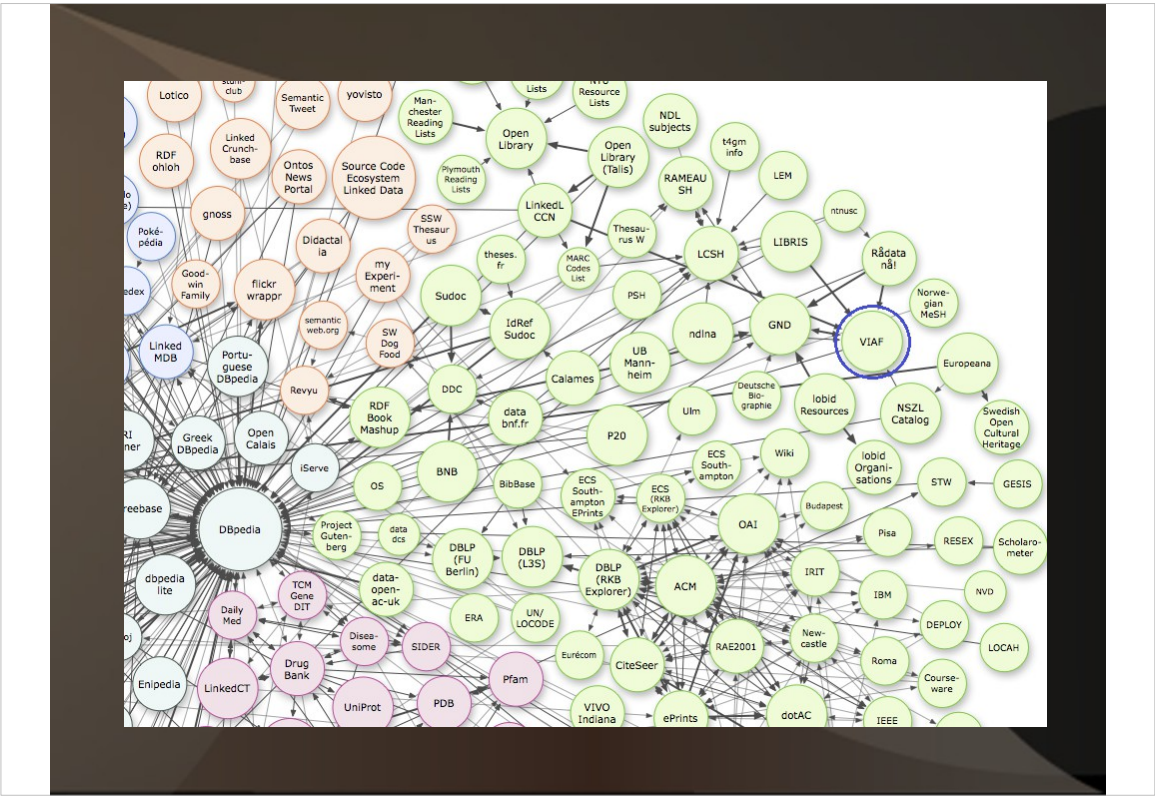 Lotico
club
Semantic
Tweet
yovisto
Man-
chester
Reading
Lists
Lists
Resource
Lists
NDL
subjects
RDF
ohloh
Linked
Crunch-
base
Ontos
News
Portal
Source Code
Ecosystem
Linked Data
Open
Library
Open
Library
(Talis)
t4gm
info
Plymouth
Reading
Lists
RAMEAU
SH
LEM
Poké-
pédia
gnoss
Didactal
ia
SSW
Thesaur
us
LinkedL
CCN
Thesau-
rus W
LCSH
LIBRIS
ntnusc
Rådata
nå!
edex
Good-
win
Family
flickr
wrappr
my
Experi-
ment
theses.
fr
MARC
Codes
List
Sudoc
PSH
Norwe-
gian
MeSH
Linked
MDB
semantic
web.org
SW
Dog
Food
IdRef
Sudoc
ndlna
GND
VIAF
Portu-
guese
DBpedia
Revyu
DDC
Calames
UB
Mann-
heim
Europeana
Greek
DBpedia
Open
Calais
RDF
Book
Mashup
data
bnf.fr
P20
Ulm
Deutsche
Bio-
graphie
lobid
Resources
NSZL
Catalog
Swedish
Open
Cultural
Heritage
iServe
BNB
ECS
South-
ampton
Wiki
lobid
Organi-
sations
OS
BibBase
ECS
South-
ampton
EPrints
ECS
(RKB
Explorer)
OAI
Budapest
STW
GESIS
reebase
DBpedia
Project
Guten-
berg
data
dcs
DBLP
(FU
Berlin)
DBLP
(L3S)
DBLP
(RKB
Explorer)
ACM
Pisa
RESEX
Scholaro-
meter
dbpedia
lite
TCM
Gene
DIT
data-
open-
ac-uk
IRIT
IBM
NVD
Daily
Med
Disea-
some
SIDER
ERA
UN/
LOCODE
RAE2001
New-
castle
DEPLOY
LOCAH
Enipedia
LinkedCT
Drug
Bank
Pfam
Eurécom
CiteSeer
Roma
Course-
ware
UniProt
PDB
VIVO
Indiana
ePrints
dotAC
IEEE